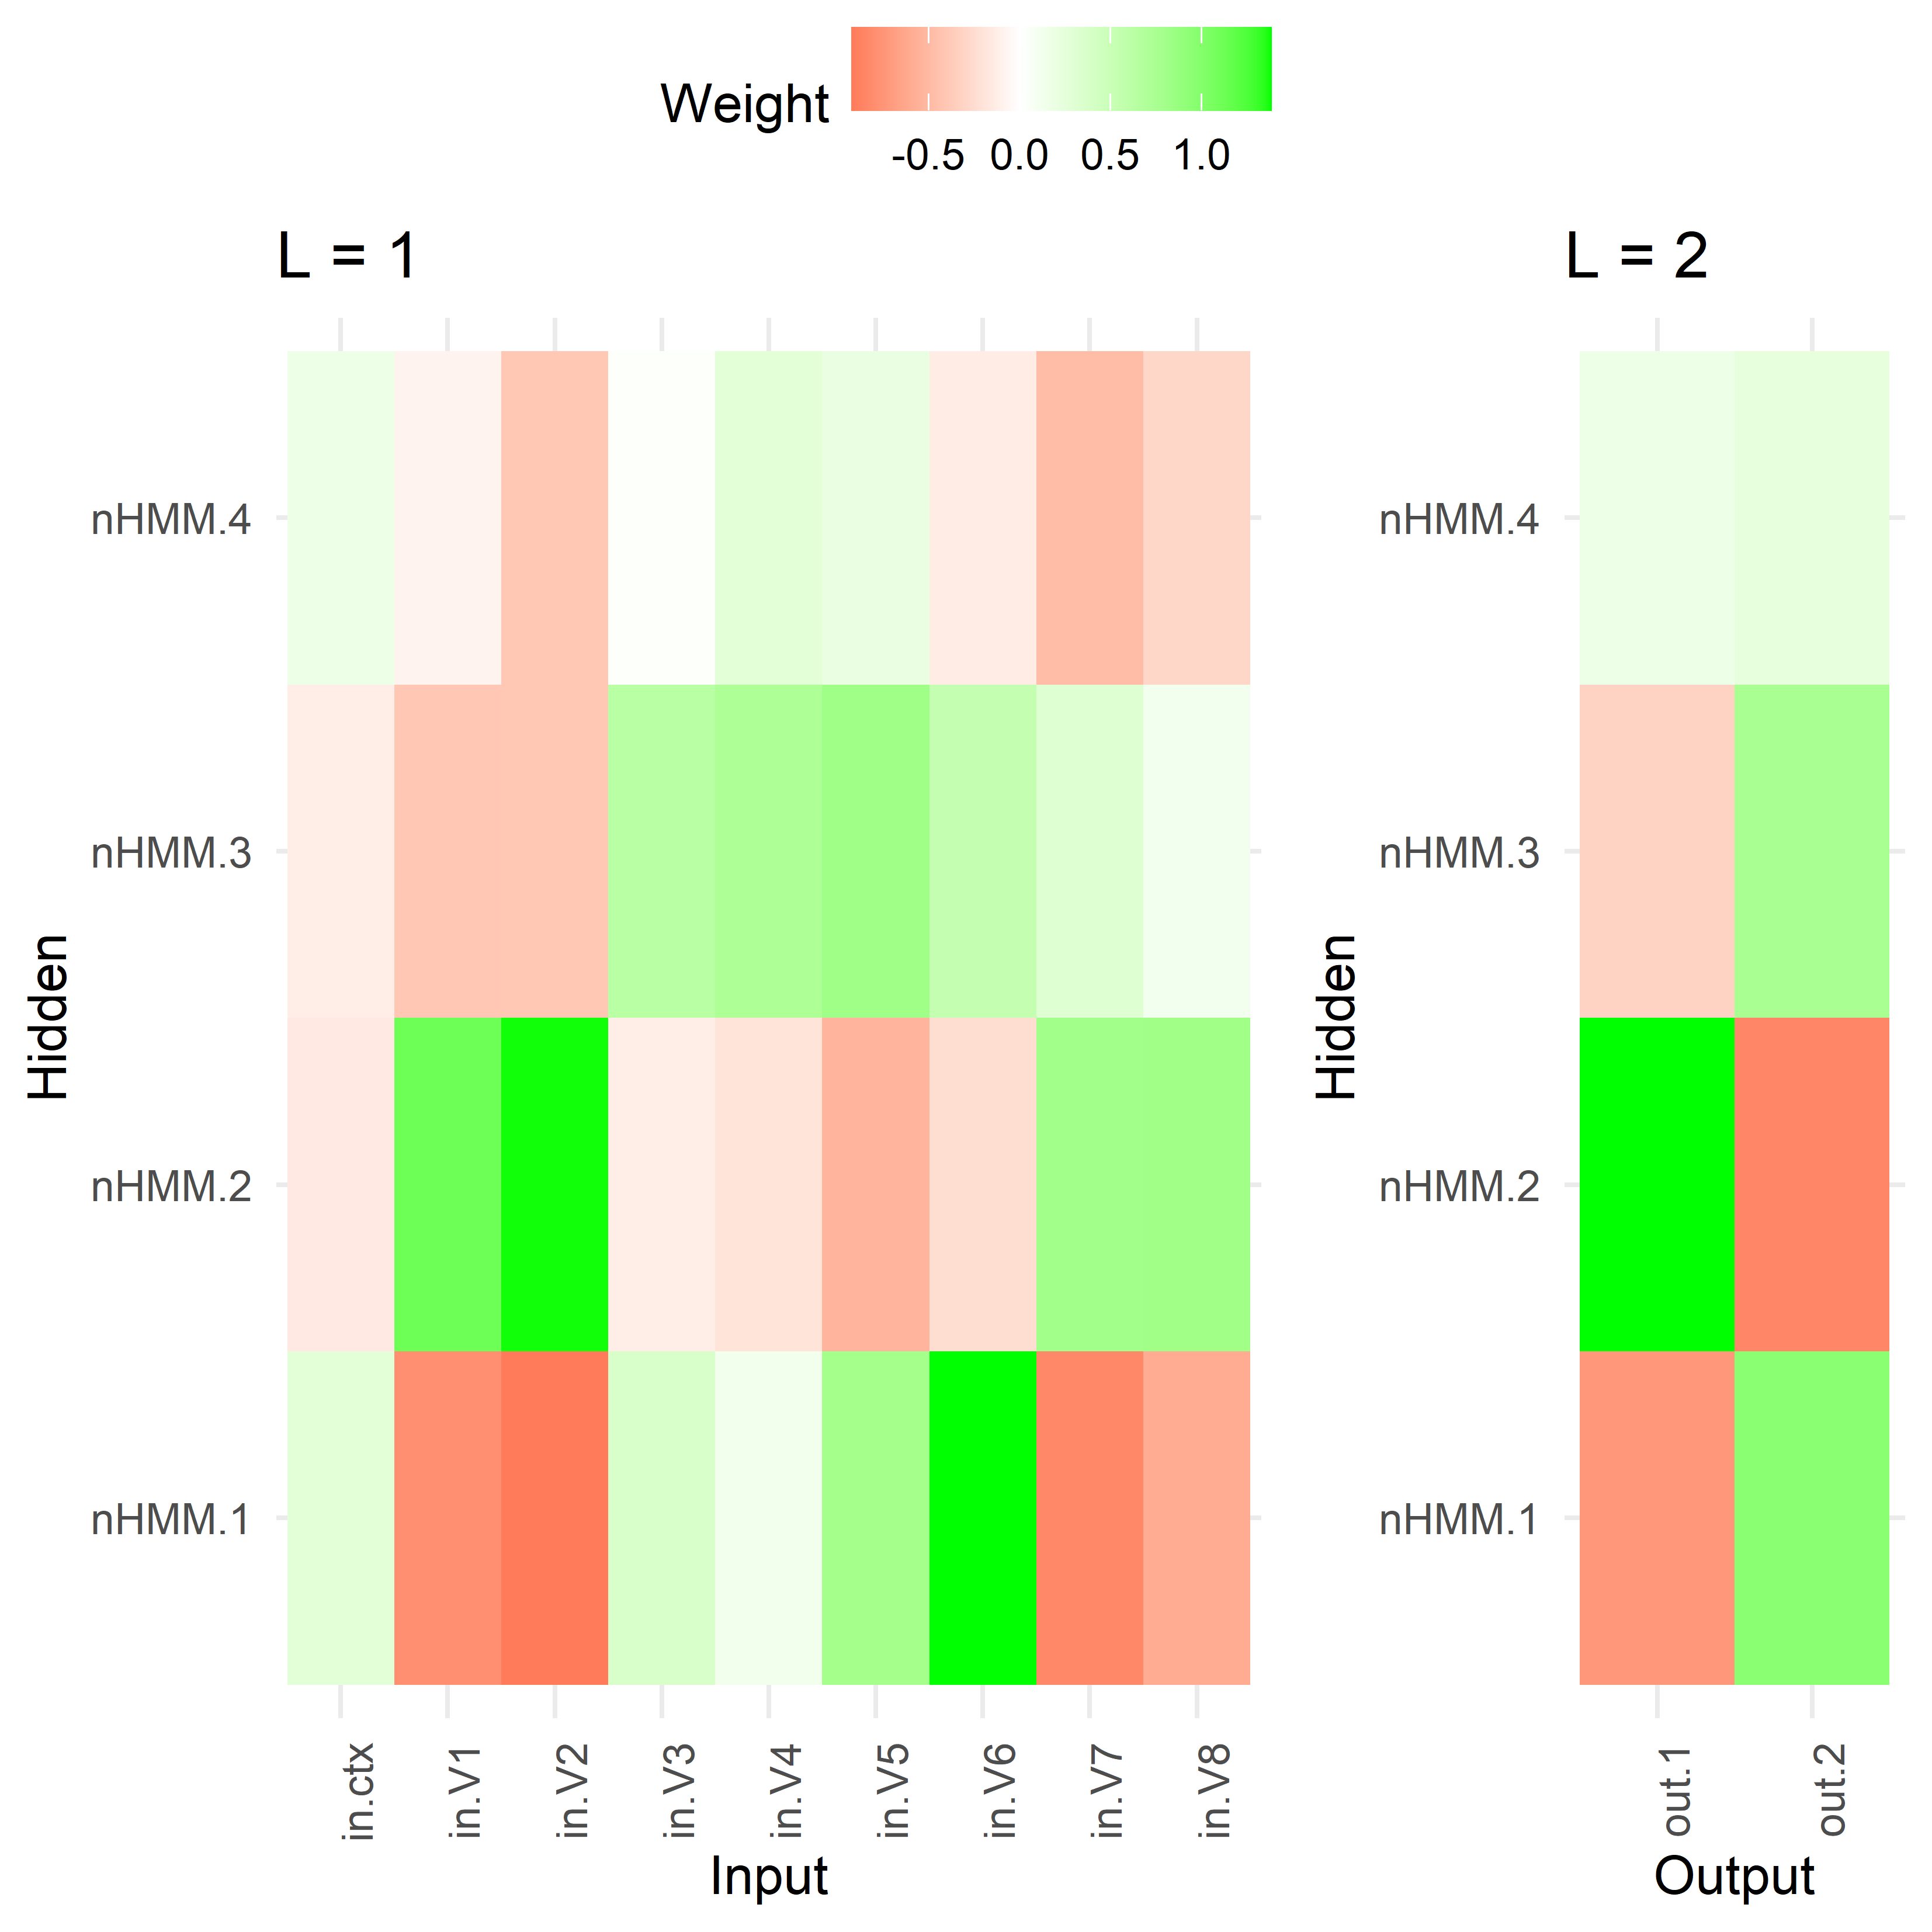 Weight
-0.5 0.0 0.5 1.0
L = 1
nHMM.4
nHMM.3
nHMM.2
nHMM.1
Hidden
in.ctx in.V1 in.V2 in.V3 in.V4 in.V5 in.V6 in.V7 in.V8
Input
L = 2
nHMM.4
nHMM.3
nHMM.2
nHMM.1
Hidden
out.1 out.2
Output